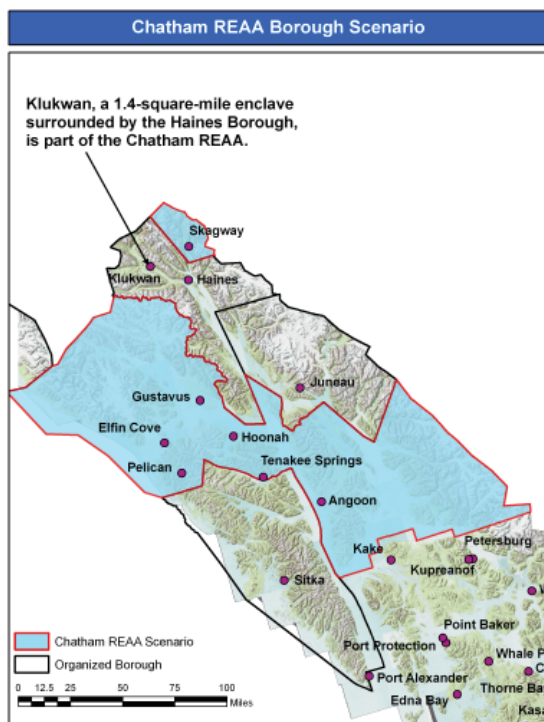 Chatham REAA Borough Scenario
Klukwan, a 1.4-square-mile enclave
surrounded by the Haines Borough,
is part of the Chatham REAA.
Skagway
Klukwan
Haines
Juneau
Gustavus
Elfin Cove
Hoonah
Pelican
Tenakee Springs
Angoon
Kake
Petersburg
Kupreanof
Sitka
Point Baker
Port Protection
Whale P
Port Alexander
Thorne Bay
Edna Bay
Kasa
Chatham REAA Scenario
Organized Borough
0 12.5 25 50 75 100
Miles